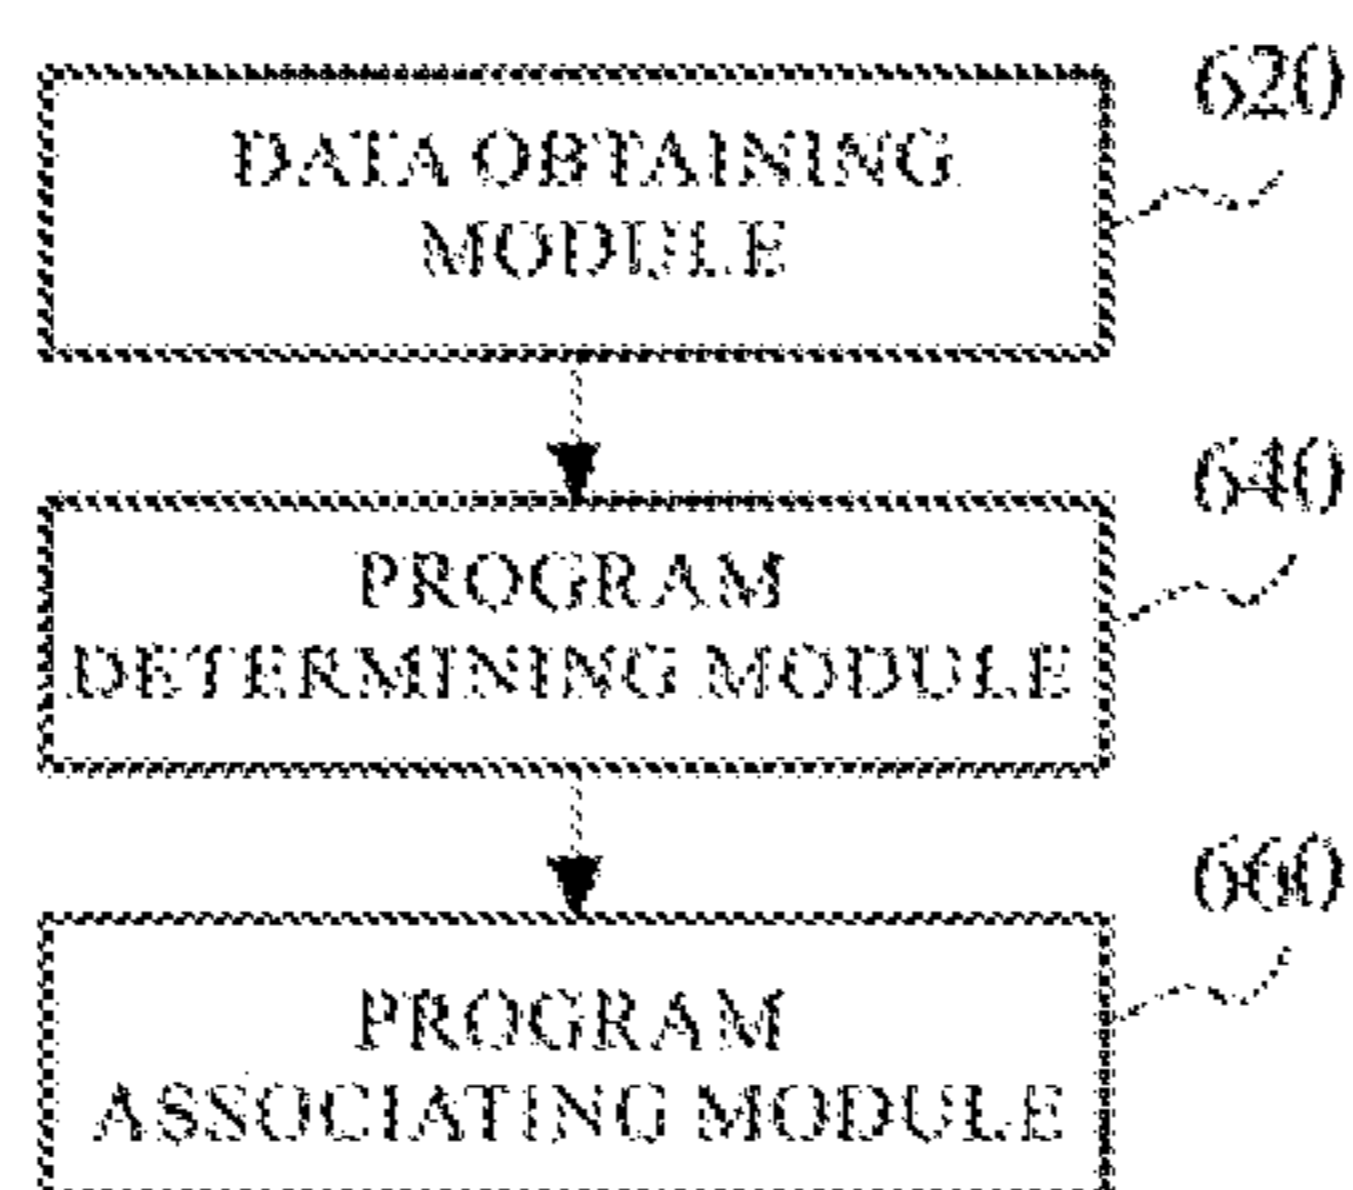 620
DATA OBTAINING
MODULE
640
PROGRAM
DETERMINING MODULE
660
PROGRAM
ASSOCIATING MODULE